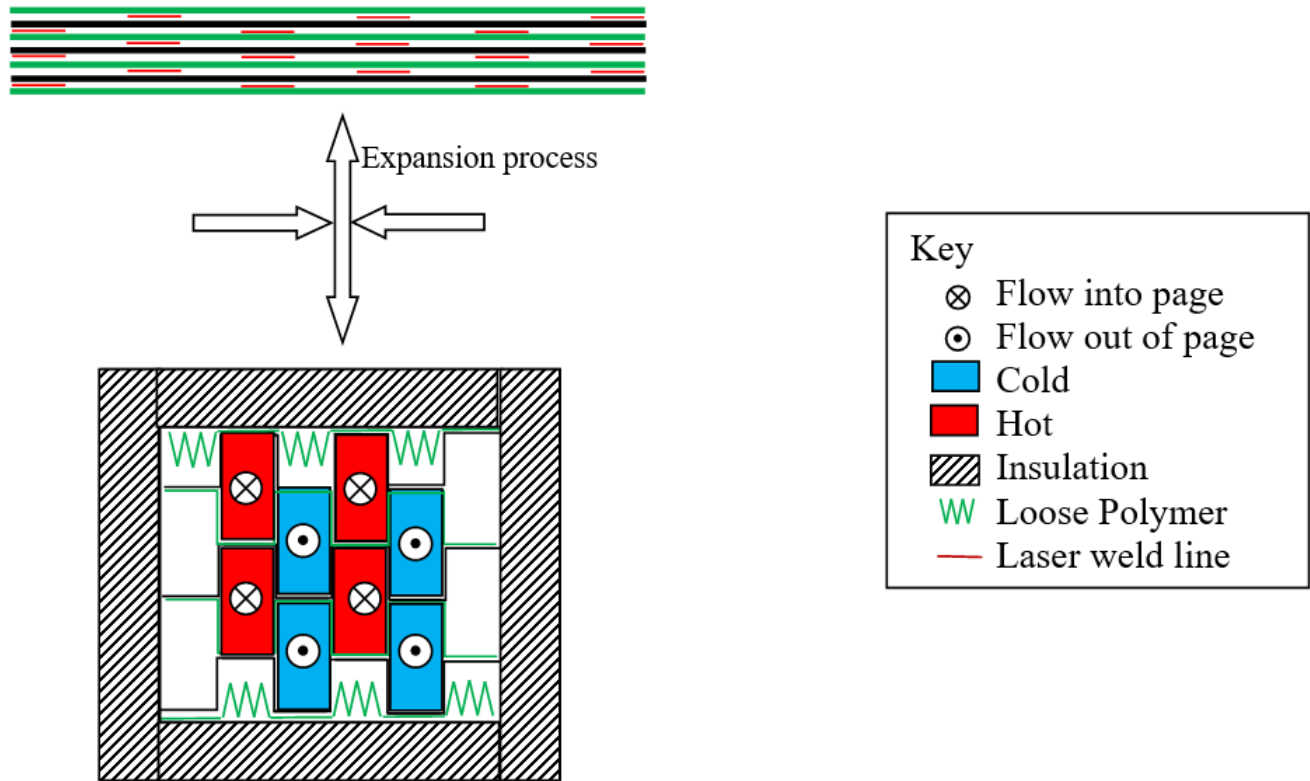 Expansion process
Key
Flow into page
Flow out of page
Cold
Hot
Insulation
Loose Polymer
Laser weld line